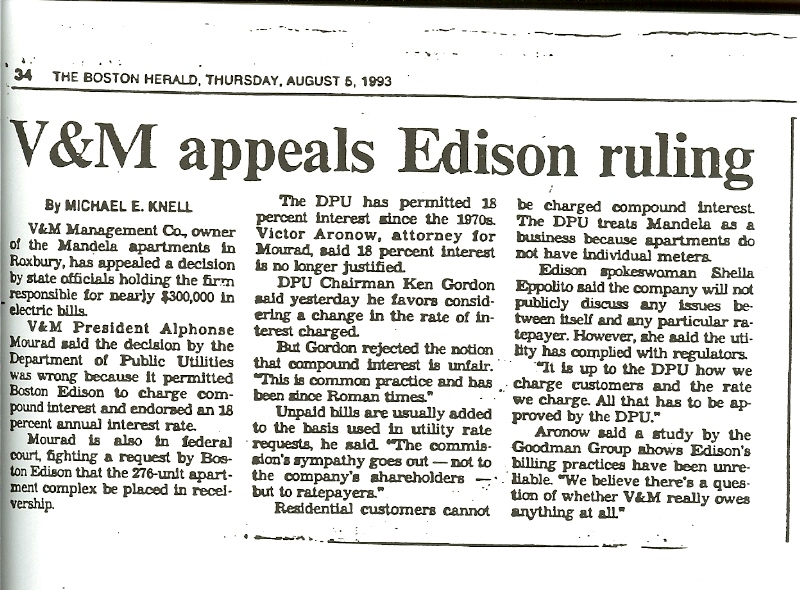 34 THE BOSTON HERALD, THURSDAY, AUGUST 5, 1993
V&M appeals Edison ruling
By MICHAEL E. KNELL
V&M Management Co., owner
of the Mandela apartments in
Roxbury, has appealed a decision
by state officials holding the firm
responsible for nearly $300,000 in
electric bills.
V&M President Alphonse
Mourad said the decision by the
Department of Public Utilities
was wrong because it permitted
Boston Edison to charge com-
pound interest and endorsed an 18
percent annual interest rate.
Mourad is also in federal
court, fighting a request by Bos-
ton Edison that the 276-unit apart-
ment complex be placed in recei-
vership.
The DPU has permitted 18
percent interest since the 1970s.
Victor Aronow, attorney for
Mourad, said 18 percent interest
is no longer justified.
DPU Chairman Ken Gordon
said yesterday he favors consid-
ering a change in the rate of in-
terest charged.
But Gordon rejected the notion
that compound interest is unfair.
"This is common practice and has
been since Roman times."
Unpaid bills are usually added
to the basis used in utility rate
requests, he said. "The commis-
sion's sympathy goes out — not to
the company's shareholders —
but to ratepayers."
Residential customers cannot
be charged compound interest.
The DPU treats Mandela as a
business because apartments do
not have individual meters.
Edison spokeswoman Sheila
Eppolito said the company will not
publicly discuss any issues be-
tween itself and any particular ra-
tepayer. However, she said the uti-
lity has complied with regulators.
"It is up to the DPU how we
charge customers and the rate
we charge. All that has to be ap-
proved by the DPU."
Aronow said a study by the
Goodman Group shows Edison's
billing practices have been unre-
liable. "We believe there's a ques-
tion of whether V&M really owes
anything at all."